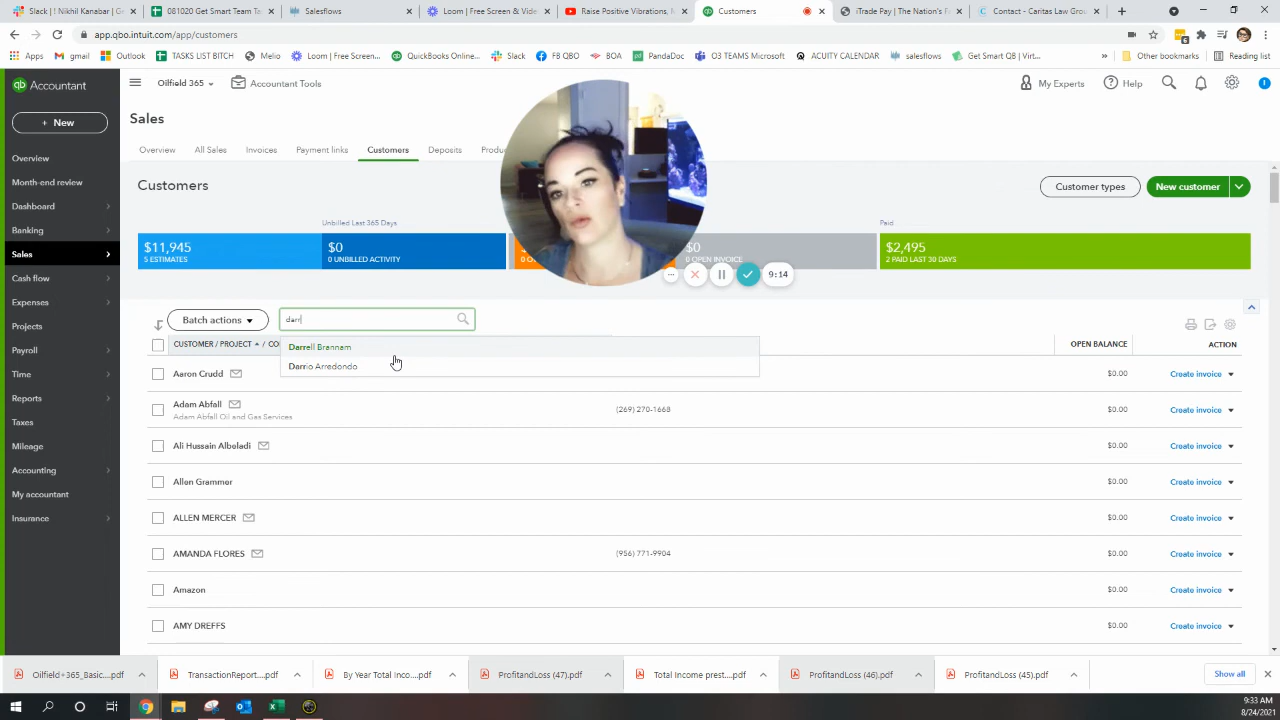 Slack | Nikhil Kanabar | Get
081020 Get Smart Team Te
Salesflows
Loom | Free Screen & Vide
Raise Positive Vibrations, I
Customers
iTrade Pay | The Nation's F
Contact - Caritas Law Grou
app.qbo.intuit.com/app/customers
Apps
gmail
Outlook
TASKS LIST BITCH
Melio
Loom | Free Screen...
QuickBooks Online...
Slack
FB QBO
BOA
PandaDoc
O3 TEAMS Microsoft
ACUITY CALENDAR
salesflows
Get Smart QB | Virt...
Other bookmarks
Reading list
qb Accountant
Oilfield 365
Accountant Tools
My Experts
Help
+ New
Overview
Month-end review
Dashboard
Banking
Sales
Cash flow
Expenses
Projects
Payroll
Time
Reports
Taxes
Mileage
Accounting
My accountant
Insurance
Sales
Overview
All Sales
Invoices
Payment links
Customers
Deposits
Produc
Customers
Customer types
New customer
Unbilled Last 365 Days
Paid
$11,945
5 ESTIMATES
$0
0 UNBILLED ACTIVITY
$0
0 OPEN INVOICE
$2,495
2 PAID LAST 30 DAYS
9:14
Batch actions
darr
Darrell Brannam
Darrio Arredondo
CUSTOMER / PROJECT / CO
OPEN BALANCE
ACTION
Aaron Crudd
$0.00
Create invoice
Adam Abfall
Adam Abfall Oil and Gas Services
(269) 270-1668
$0.00
Create invoice
Ali Hussain Albeladi
$0.00
Create invoice
Allen Grammer
$0.00
Create invoice
ALLEN MERCER
$0.00
Create invoice
AMANDA FLORES
(956) 771-9904
$0.00
Create invoice
Amazon
$0.00
Create invoice
AMY DREFFS
$0.00
Create invoice
Oilfield+365_Basic....pdf
TransactionReport....pdf
By Year Total Inco....pdf
ProfitandLoss (47).pdf
Total Income prest....pdf
ProfitandLoss (46).pdf
ProfitandLoss (45).pdf
Show all
9:33 AM
8/24/2021